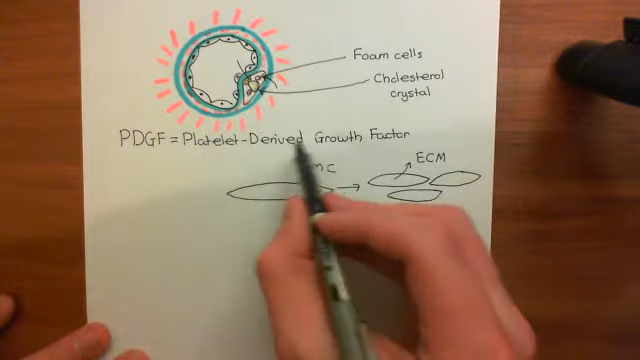 Foam cells
Cholesterol
crystal
PDGF = Platelet-Derived Growth Factor
ECM